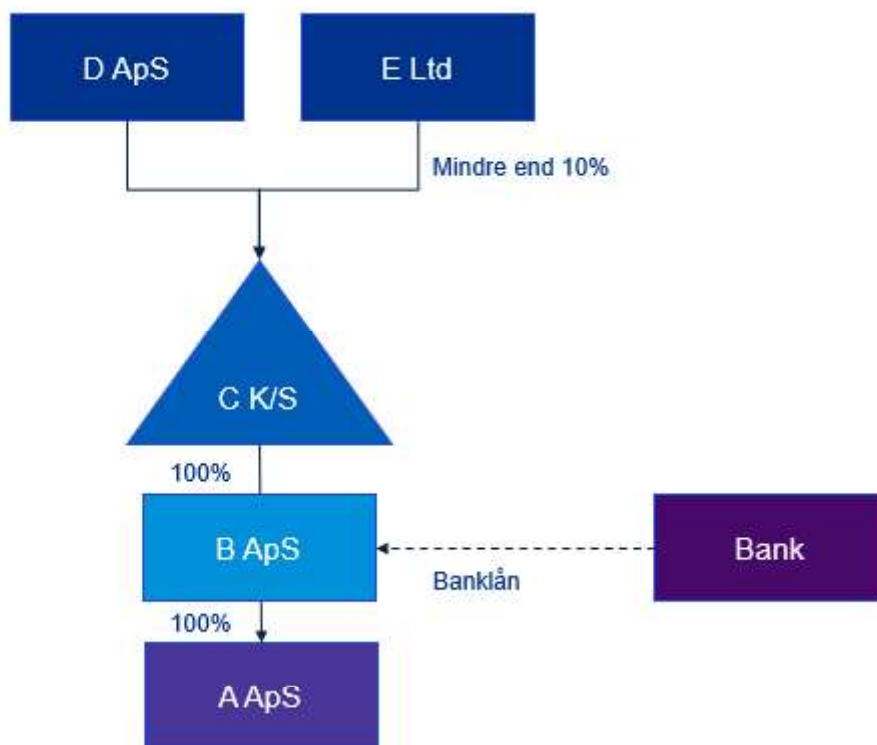 D ApS
E Ltd
Mindre end 10%
C K/S
100%
B ApS
Bank
Banklån
100%
A ApS